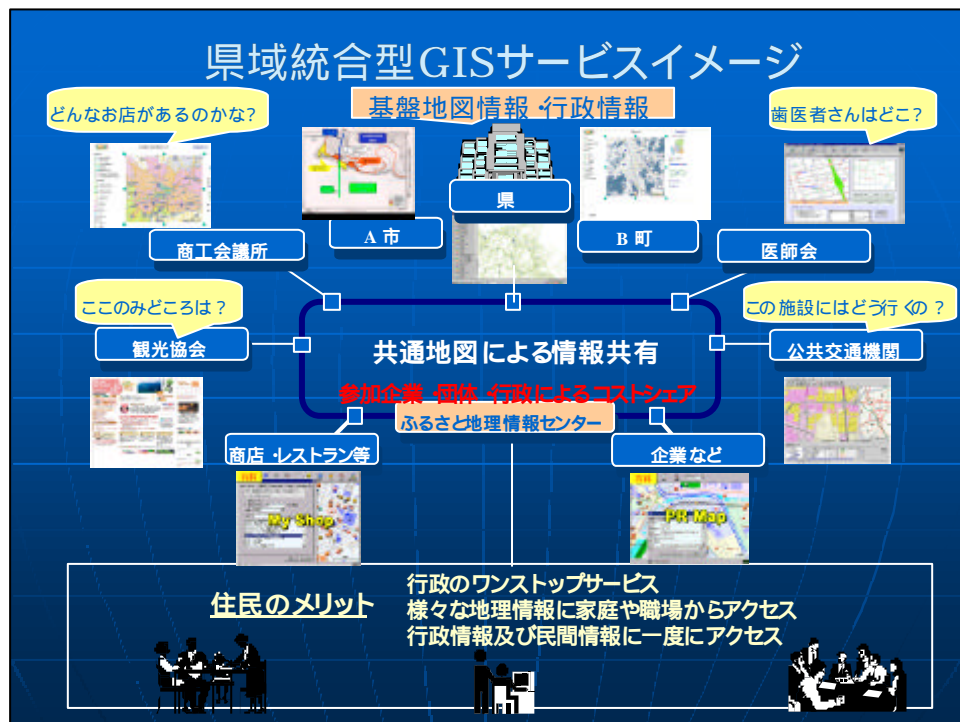 県域統合型GISサービスイメージ
どんなお店があるのかな?
基盤地図情報・行政情報
歯医者さんはどこ?
県
A 市
B 町
商工会議所
医師会
ここのみどころは?
この施設にはどう行くの?
観光協会
公共交通機関
共通地図による情報共有
参加企業・団体・行政によるコストシェア
ふるさと地理情報センター
商店・レストラン等
企業など
My Shop
PR Map
住民のメリット
行政のワンストップサービス
様々な地理情報に家庭や職場からアクセス
行政情報及び民間情報に一度にアクセス